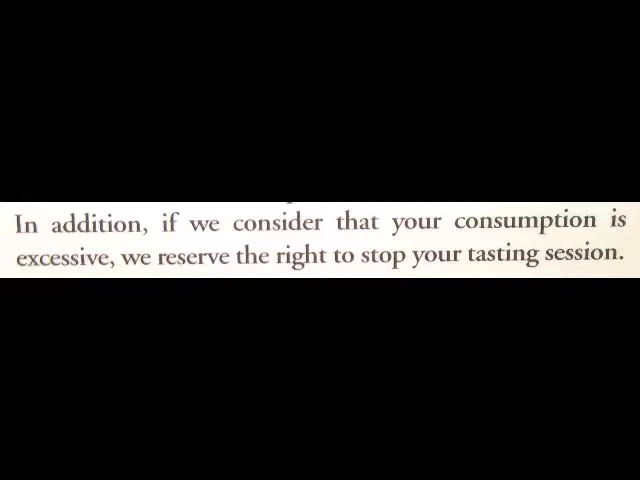 In addition, if we consider that your consumption is
excessive, we reserve the right to stop your tasting session.